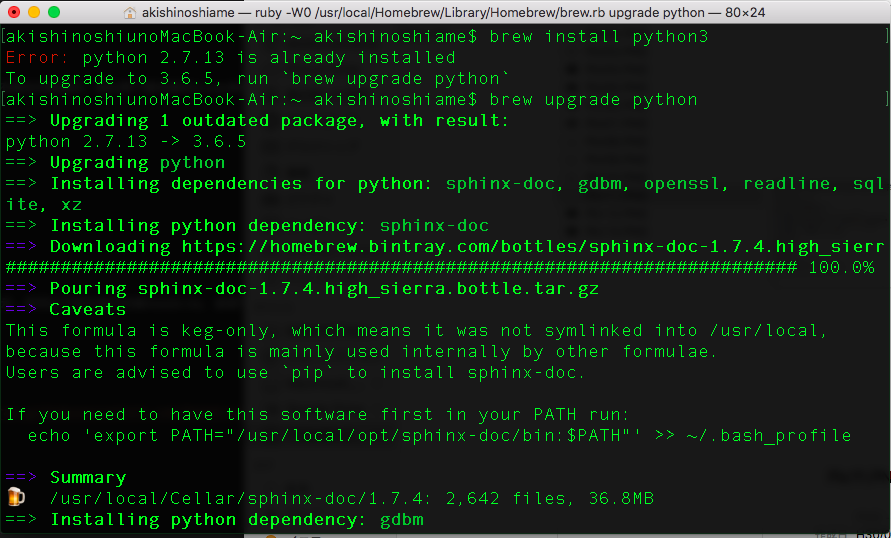 akishinoshiame — ruby -W0 /usr/local/Homebrew/Library/Homebrew/brew.rb upgrade python — 80×24
[akishinoshiunoMacBook-Air:~ akishinoshiame$ brew install python3 ]
Error: python 2.7.13 is already installed
To upgrade to 3.6.5, run `brew upgrade python`
[akishinoshiunoMacBook-Air:~ akishinoshiame$ brew upgrade python ]
==> Upgrading 1 outdated package, with result:
python 2.7.13 -> 3.6.5
==> Upgrading python
==> Installing dependencies for python: sphinx-doc, gdbm, openssl, readline, sql
ite, xz
==> Installing python dependency: sphinx-doc
==> Downloading https://homebrew.bintray.com/bottles/sphinx-doc-1.7.4.high_sierr
######################################################################## 100.0%
==> Pouring sphinx-doc-1.7.4.high_sierra.bottle.tar.gz
==> Caveats
This formula is keg-only, which means it was not symlinked into /usr/local,
because this formula is mainly used internally by other formulae.
Users are advised to use `pip` to install sphinx-doc.
If you need to have this software first in your PATH run:
echo 'export PATH="/usr/local/opt/sphinx-doc/bin:$PATH"' >> ~/.bash_profile
==> Summary
🍺 /usr/local/Cellar/sphinx-doc/1.7.4: 2,642 files, 36.8MB
==> Installing python dependency: gdbm